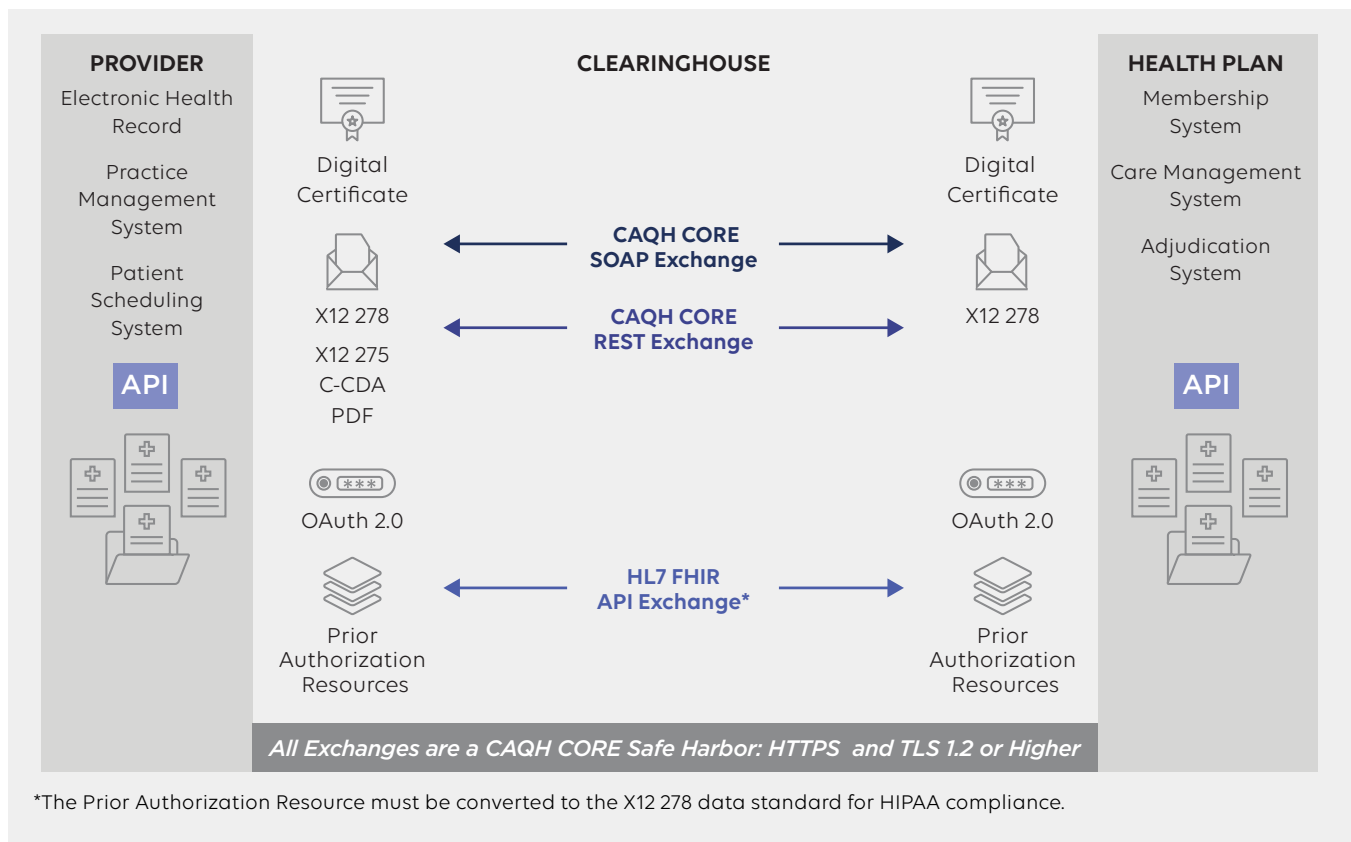 PROVIDER
Electronic Health
Record
Practice
Management
System
Patient
Scheduling
System
API
CLEARINGHOUSE
Digital
Certificate
X12 278
X12 275
C-CDA
PDF
***
OAuth 2.0
Prior
Authorization
Resources
CAQH CORE
SOAP Exchange
CAQH CORE
REST Exchange
HL7 FHIR
API Exchange*
Digital
Certificate
X12 278
***
OAuth 2.0
Prior
Authorization
Resources
HEALTH PLAN
Membership
System
Care Management
System
Adjudication
System
API
All Exchanges are a CAQH CORE Safe Harbor: HTTPS and TLS 1.2 or Higher
*The Prior Authorization Resource must be converted to the X12 278 data standard for HIPAA compliance.